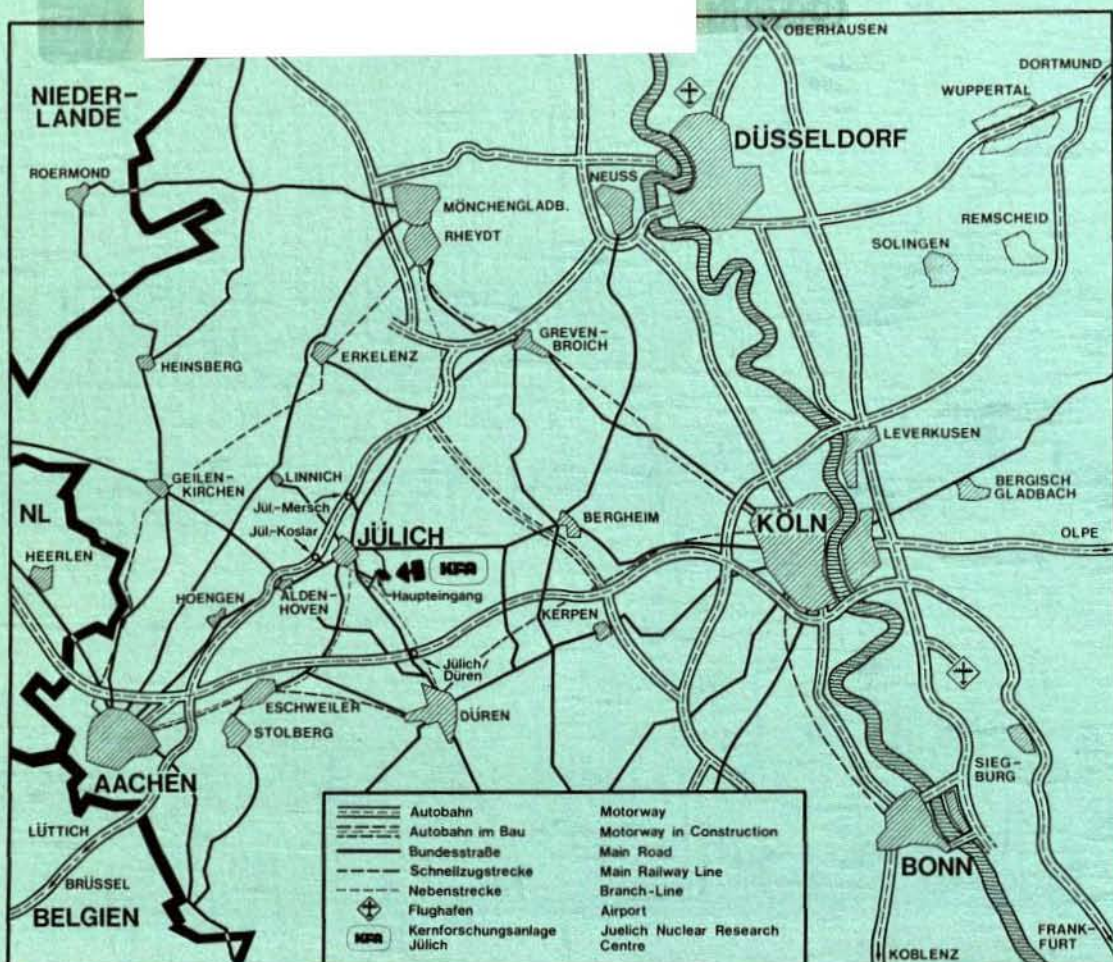 OBERHAUSEN
DORTMUND
NIEDER-
LANDE
WUPPERTAL
DÜSSELDORF
ROERMOND
NEUSS
MÖNCHENGLADB.
RHEYDT
REMSCHEID
SOLINGEN
GREVEN-
BROICH
ERKELENZ
HEINSBERG
LEVERKUSEN
GEILEN-
KIRCHEN
LINNICH
BERGISCH
GLADBACH
Jül.-Mersch
NL
BERGHEIM
KÖLN
Jül.-Koslar
JÜLICH
OLPE
HEERLEN
KFA
HOENGEN
ALDEN-
HOVEN
Haupteingang
KERPEN
Jülich/
Düren
ESCHWEILER
DÜREN
STOLBERG
AACHEN
SIEG-
BURG
LÜTTICH
BONN
BRÜSSEL
BELGIEN
FRANK-
FURT
KOBLENZ
Autobahn Motorway
Autobahn im Bau Motorway in Construction
Bundesstraße Main Road
Schnellzugstrecke Main Railway Line
Nebenstrecke Branch-Line
Flughafen Airport
KFA Kernforschungsanlage Juelich Nuclear Research
Jülich Centre